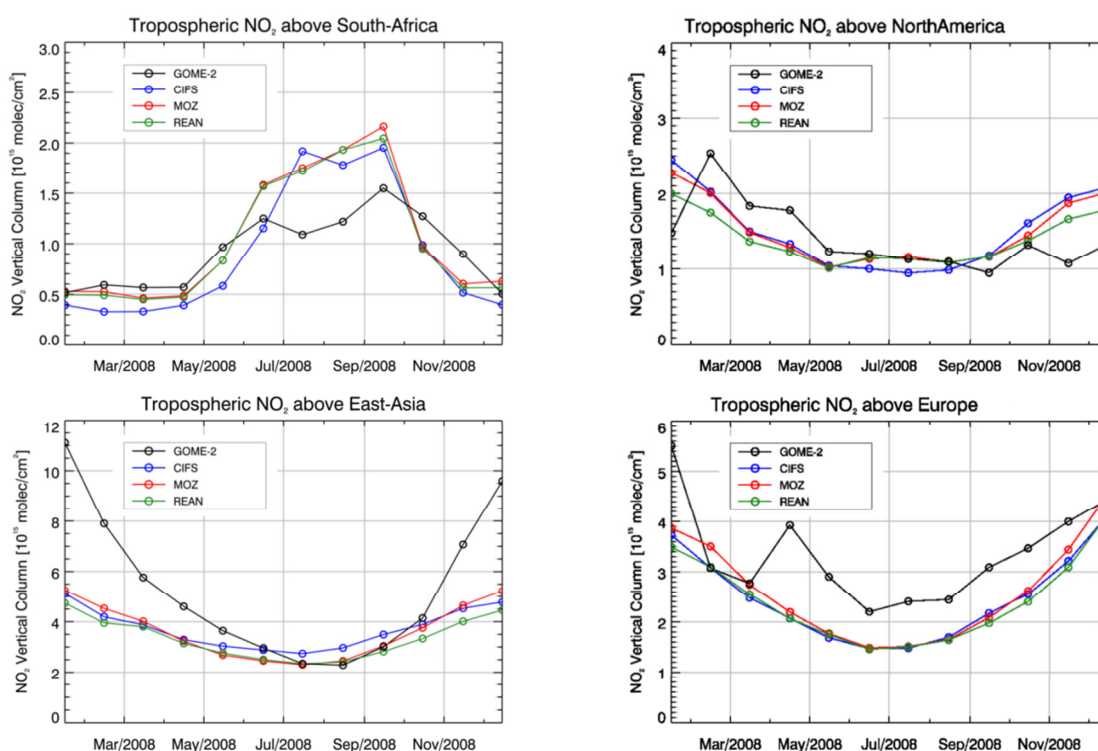 Tropospheric NO₂ above South-Africa
NO₂ Vertical Column [10¹⁵ molec/cm²]
3.0
2.5
2.0
1.5
1.0
0.5
0.0
GOME-2
CIFS
MOZ
REAN
Mar/2008 May/2008 Jul/2008 Sep/2008 Nov/2008
Tropospheric NO₂ above NorthAmerica
NO₂ Vertical Column [10¹⁵ molec/cm²]
4
3
2
1
0
GOME-2
CIFS
MOZ
REAN
Mar/2008 May/2008 Jul/2008 Sep/2008 Nov/2008
Tropospheric NO₂ above East-Asia
NO₂ Vertical Column [10¹⁵ molec/cm²]
12
10
8
6
4
2
0
GOME-2
CIFS
MOZ
REAN
Mar/2008 May/2008 Jul/2008 Sep/2008 Nov/2008
Tropospheric NO₂ above Europe
NO₂ Vertical Column [10¹⁵ molec/cm²]
6
5
4
3
2
1
0
GOME-2
CIFS
MOZ
REAN
Mar/2008 May/2008 Jul/2008 Sep/2008 Nov/2008